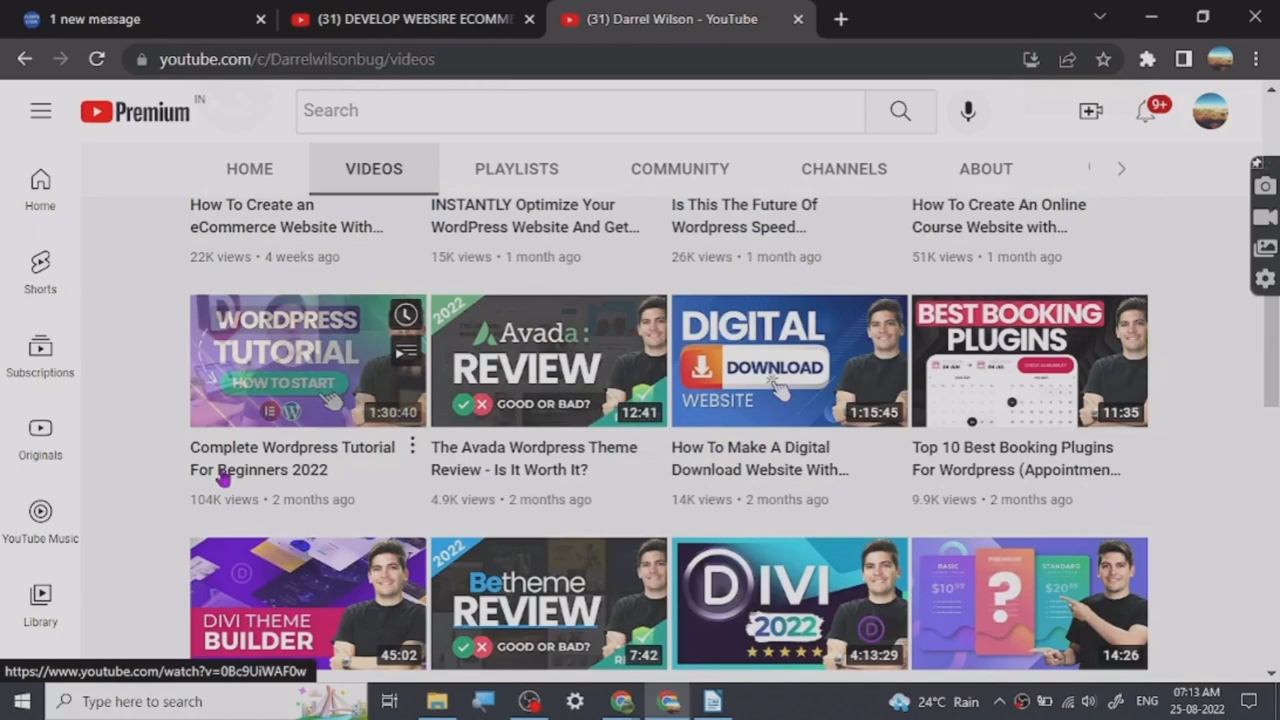 1 new message
(31) DEVELOP WEBSIRE ECOMME
(31) Darrel Wilson - YouTube
youtube.com/c/Darrelwilsonbug/videos
Premium IN
Search
9+
HOME VIDEOS PLAYLISTS COMMUNITY CHANNELS ABOUT
Home
Shorts
Subscriptions
Originals
YouTube Music
Library
How To Create an
eCommerce Website With...
22K views • 4 weeks ago
INSTANTLY Optimize Your
WordPress Website And Get...
15K views • 1 month ago
Is This The Future Of
Wordpress Speed...
26K views • 1 month ago
How To Create An Online
Course Website with...
51K views • 1 month ago
WORDPRESS
TUTORIAL
HOW TO START
1:30:40
Complete Wordpress Tutorial
For Beginners 2022
104K views • 2 months ago
2022
Avada:
REVIEW
GOOD OR BAD?
12:41
The Avada Wordpress Theme
Review - Is It Worth It?
4.9K views • 2 months ago
DIGITAL
DOWNLOAD
WEBSITE
1:15:45
How To Make A Digital
Download Website With...
14K views • 2 months ago
BEST BOOKING
PLUGINS
11:35
Top 10 Best Booking Plugins
For Wordpress (Appointmen...
9.9K views • 2 months ago
D
DIVI THEME
BUILDER
45:02
2022
Betheme
REVIEW
GOOD OR BAD?
7:42
DIVI
2022
D
4:13:29
BASIC
$10⁹⁹
?
STANDARD
$20⁹⁹
14:26
https://www.youtube.com/watch?v=0Bc9UiWAF0w
Type here to search
24°C Rain
ENG
07:13 AM
25-08-2022